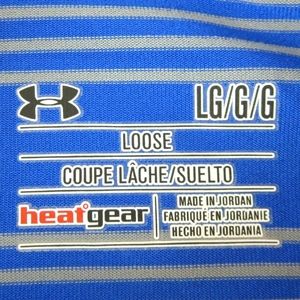 LG/G/G
LOOSE
COUPE LÂCHE/SUELTO
heatgear
MADE IN JORDAN
FABRIQUÉ EN JORDANIE
HECHO EN JORDANIA